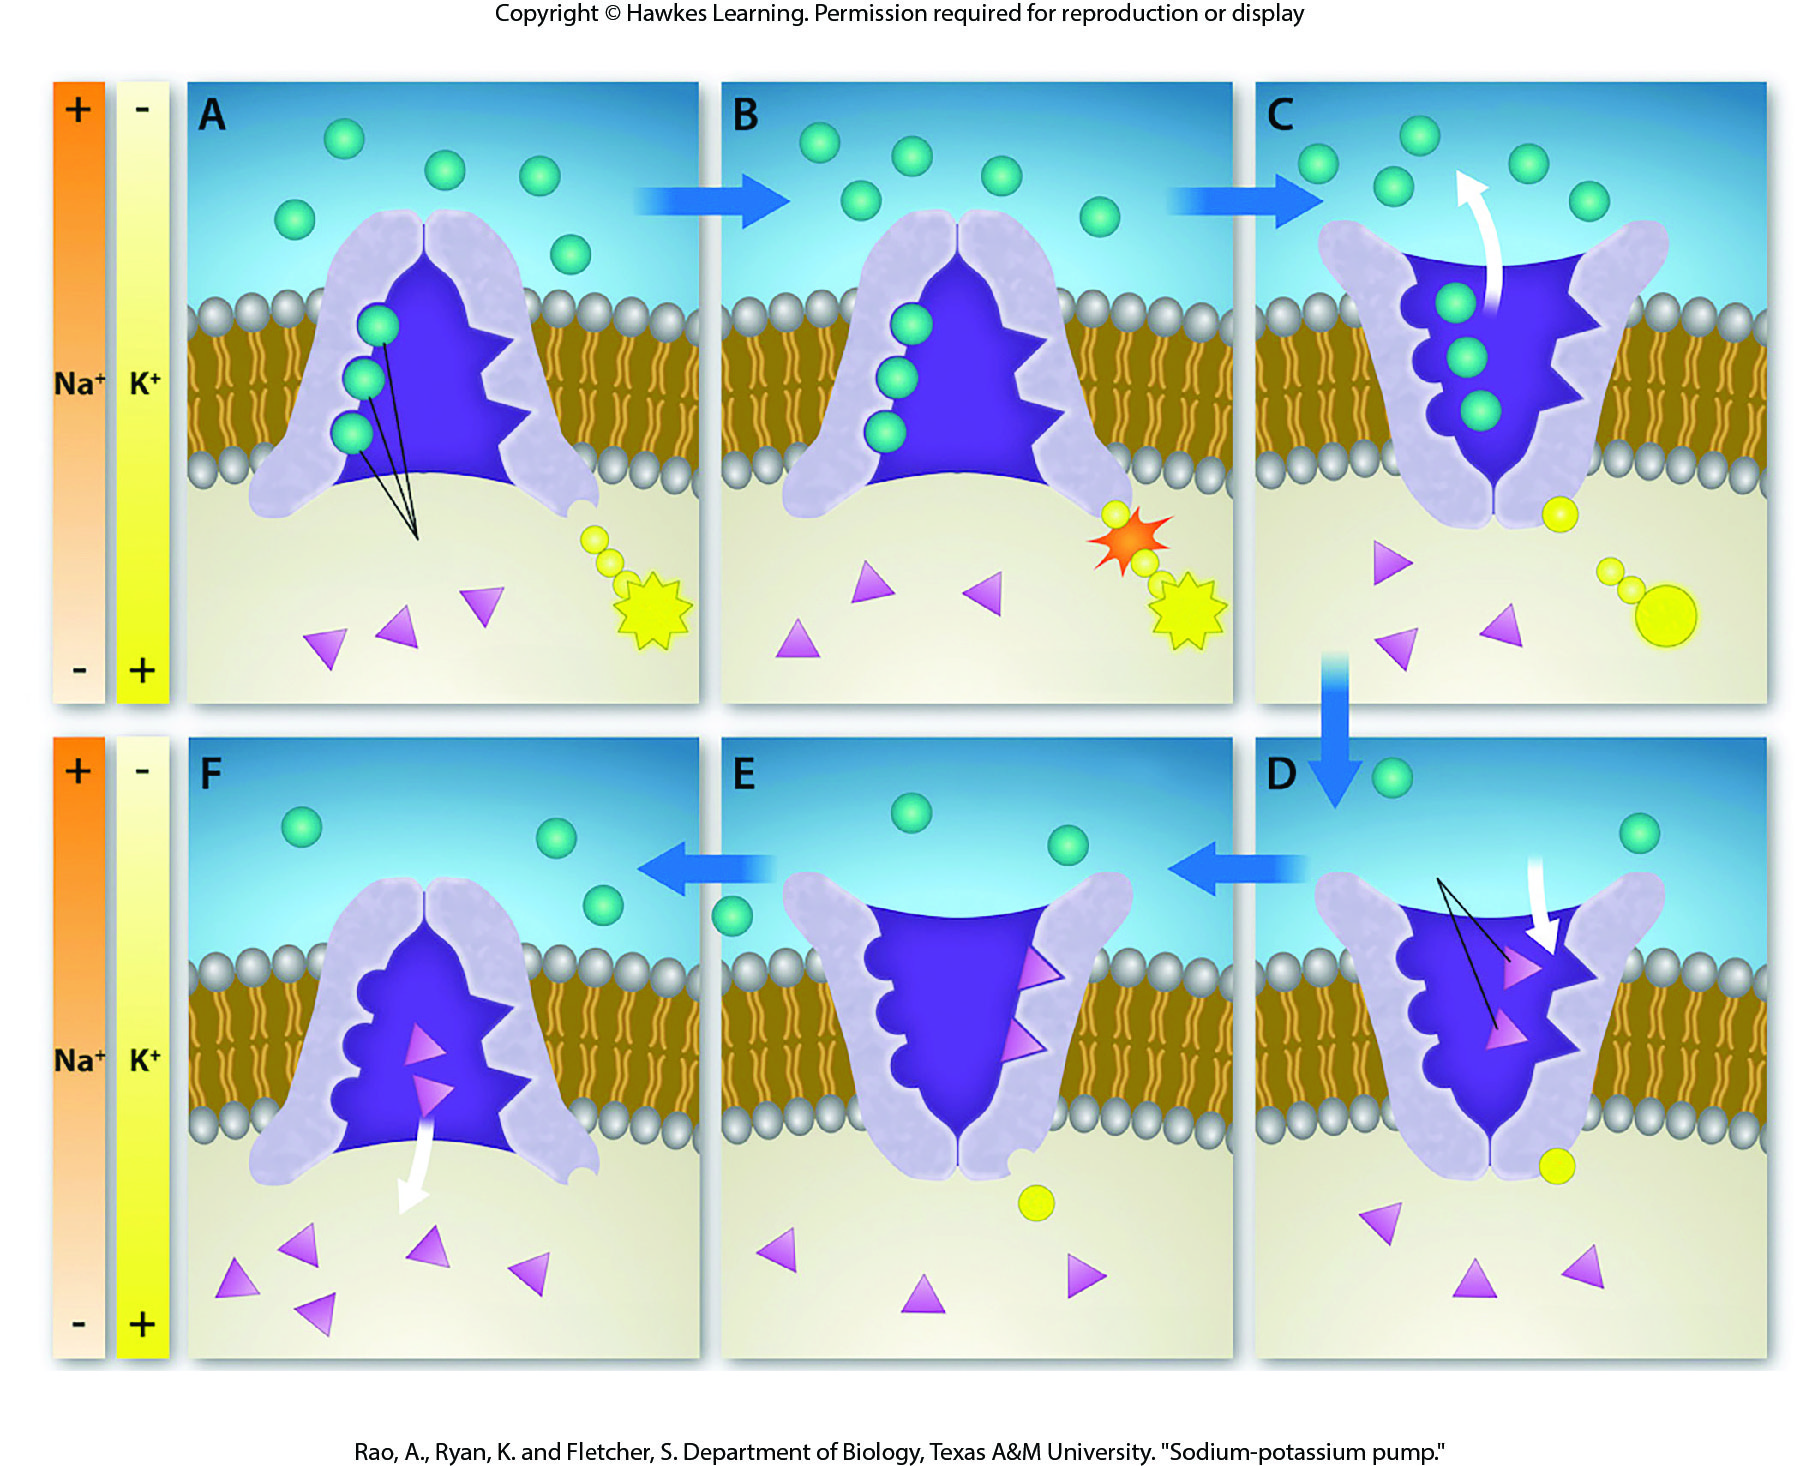 Copyright © Hawkes Learning. Permission required for reproduction or display
+ - A B C
Na⁺ K⁺
- +
+ - F E D
Na⁺ K⁺
- +
Rao, A., Ryan, K. and Fletcher, S. Department of Biology, Texas A&M University. "Sodium-potassium pump."